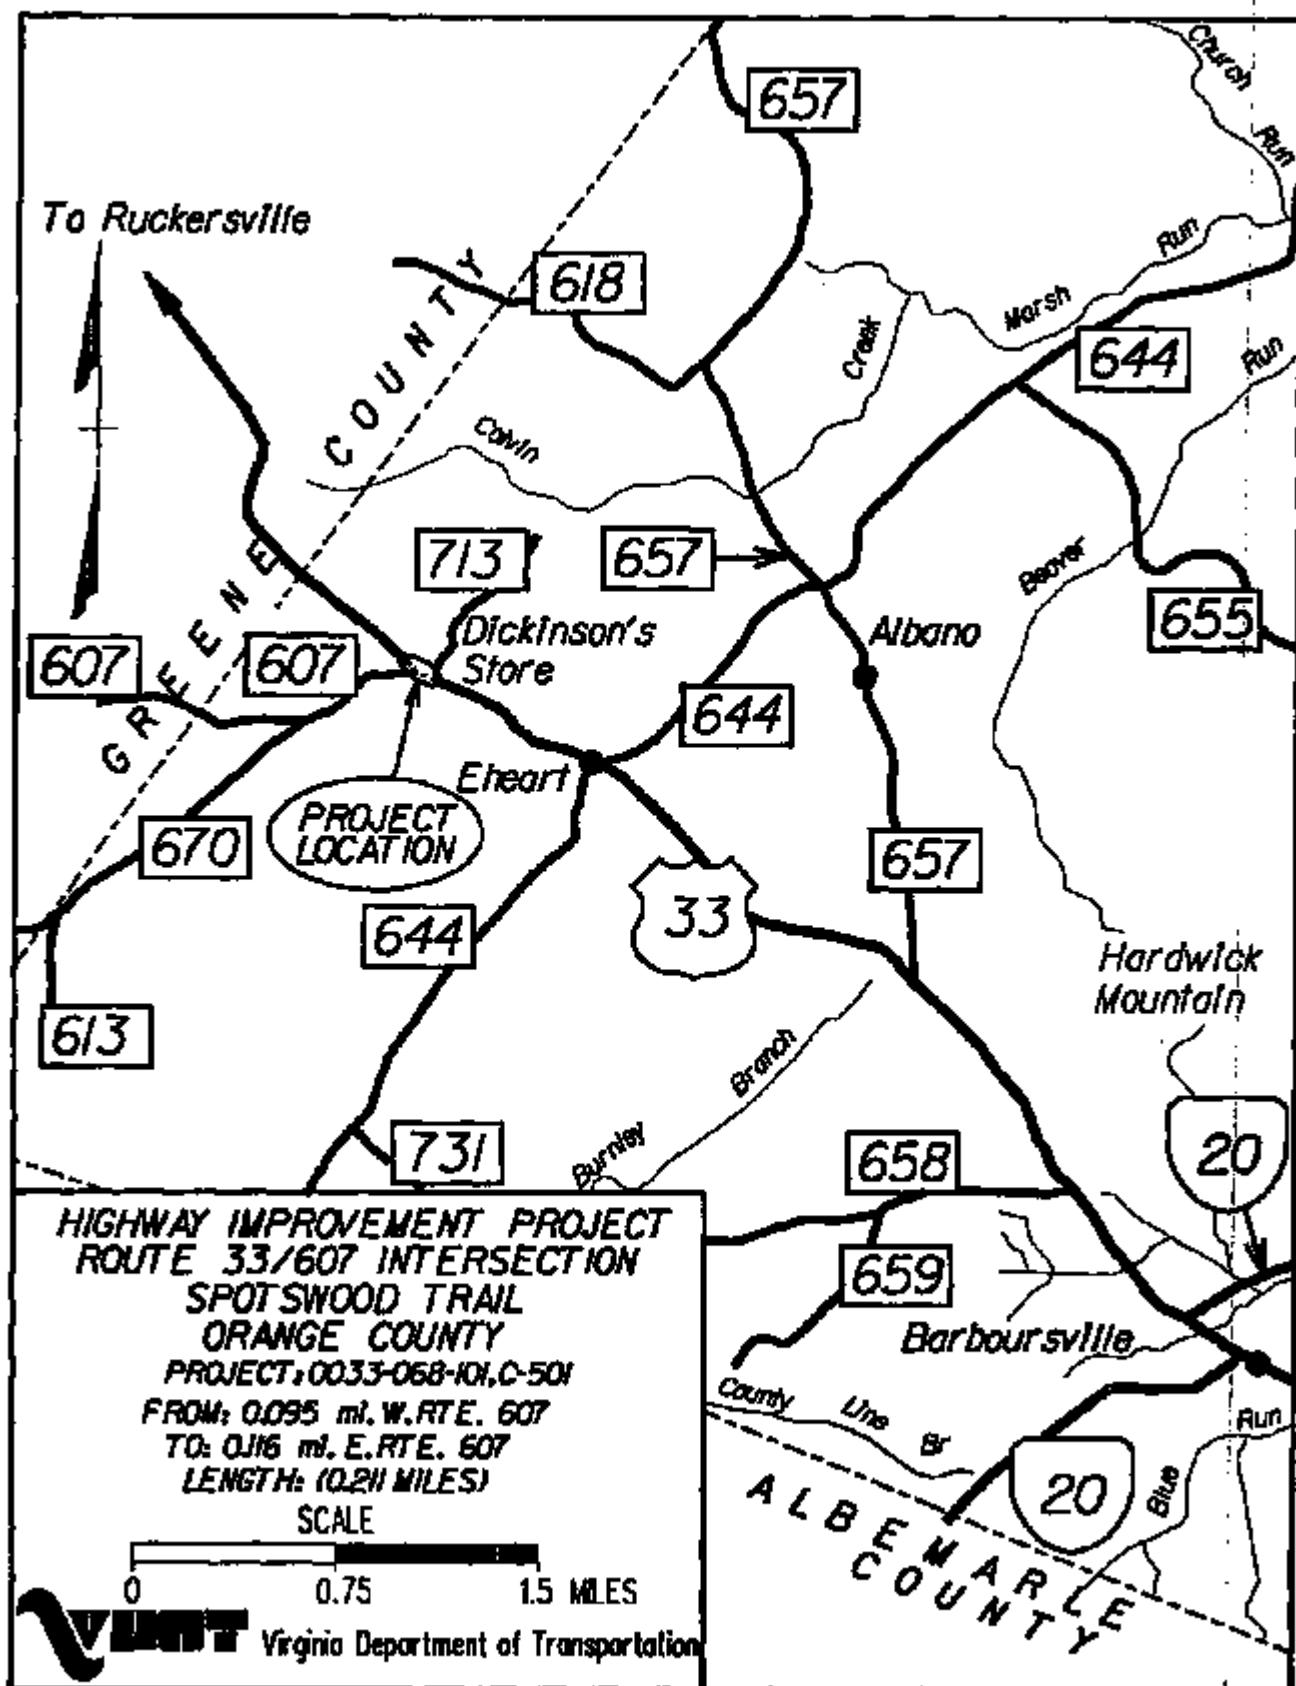 Church
Run
657
To Ruckersville
Run
618
Marsh
COUNTY
Creek
644
Run
Colvin
713
657
Beaver
GREENE
655
Dickinson's
Store
Albano
607
607
644
Eheart
PROJECT
LOCATION
670
657
33
644
Hardwick
Mountain
613
Branch
Burnley
731
658
20
HIGHWAY IMPROVEMENT PROJECT
ROUTE 33/607 INTERSECTION
SPOTSWOOD TRAIL
ORANGE COUNTY
PROJECT: 0033-068-101, C-501
FROM: 0.095 mi. W. RTE. 607
TO: 0.116 mi. E. RTE. 607
LENGTH: (0.211 MILES)
SCALE
0 0.75 1.5 MILES
VDOT Virginia Department of Transportation
659
Barboursville
County Line Br
Run
Blue
20
ALBEMARLE
COUNTY